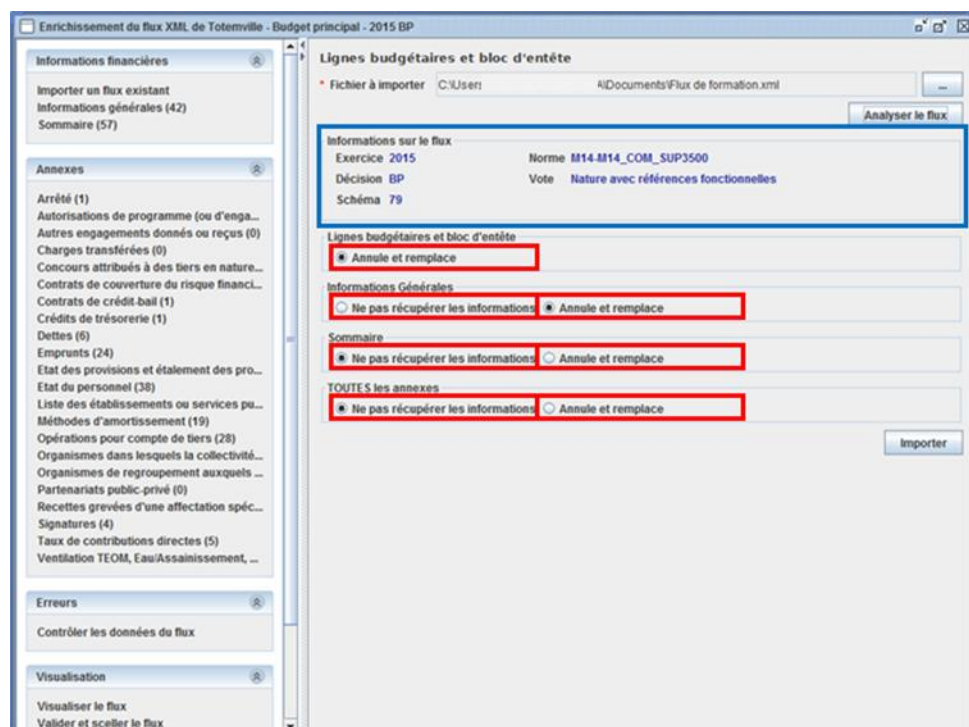 Enrichissement du flux XML de Totemville - Budget principal - 2015 BP
Informations financières
Importer un flux existant
Informations générales (42)
Sommaire (57)
Annexes
Arrêté (1)
Autorisations de programme (ou d'enga...
Autres engagements donnés ou reçus (0)
Charges transférées (0)
Concours attribués à des tiers en nature...
Contrats de couverture du risque financi...
Contrats de crédit-bail (1)
Crédits de trésorerie (1)
Dettes (6)
Emprunts (24)
Etat des provisions et étalement des pro...
Etat du personnel (38)
Liste des établissements ou services pu...
Méthodes d'amortissement (19)
Opérations pour compte de tiers (28)
Organismes dans lesquels la collectivité...
Organismes de regroupement auxquels ...
Partenariats public-privé (0)
Recettes grevées d'une affectation spéc...
Signatures (4)
Taux de contributions directes (5)
Ventilation TEOM, Eau/Assainissement, ...
Erreurs
Contrôler les données du flux
Visualisation
Visualiser le flux
Valider et sceller le flux
Lignes budgétaires et bloc d'entête
* Fichier à importer C:\Users A\Documents\Flux de formation.xml ...
Analyser le flux
Informations sur le flux
Exercice 2015 Norme M14-M14_COM_SUP3500
Décision BP Vote Nature avec références fonctionnelles
Schéma 79
Lignes budgétaires et bloc d'entête
Annule et remplace
Informations Générales
Ne pas récupérer les informations Annule et remplace
Sommaire
Ne pas récupérer les informations Annule et remplace
TOUTES les annexes
Ne pas récupérer les informations Annule et remplace
Importer